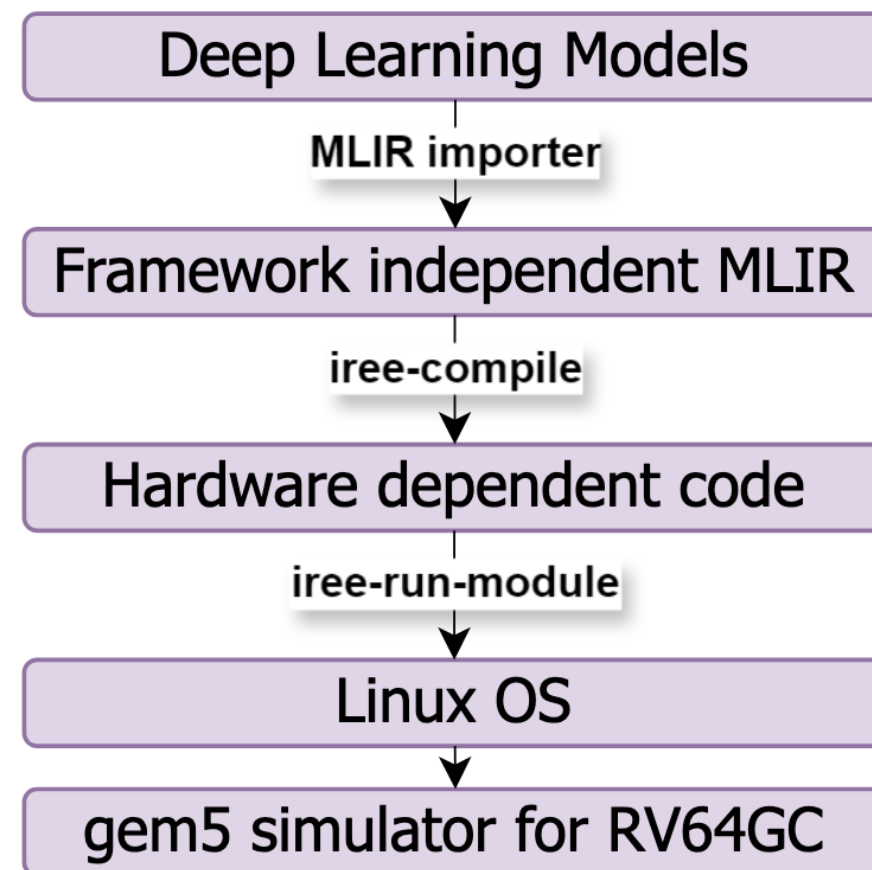 Deep Learning Models
MLIR importer
Framework independent MLIR
iree-compile
Hardware dependent code
iree-run-module
Linux OS
gem5 simulator for RV64GC